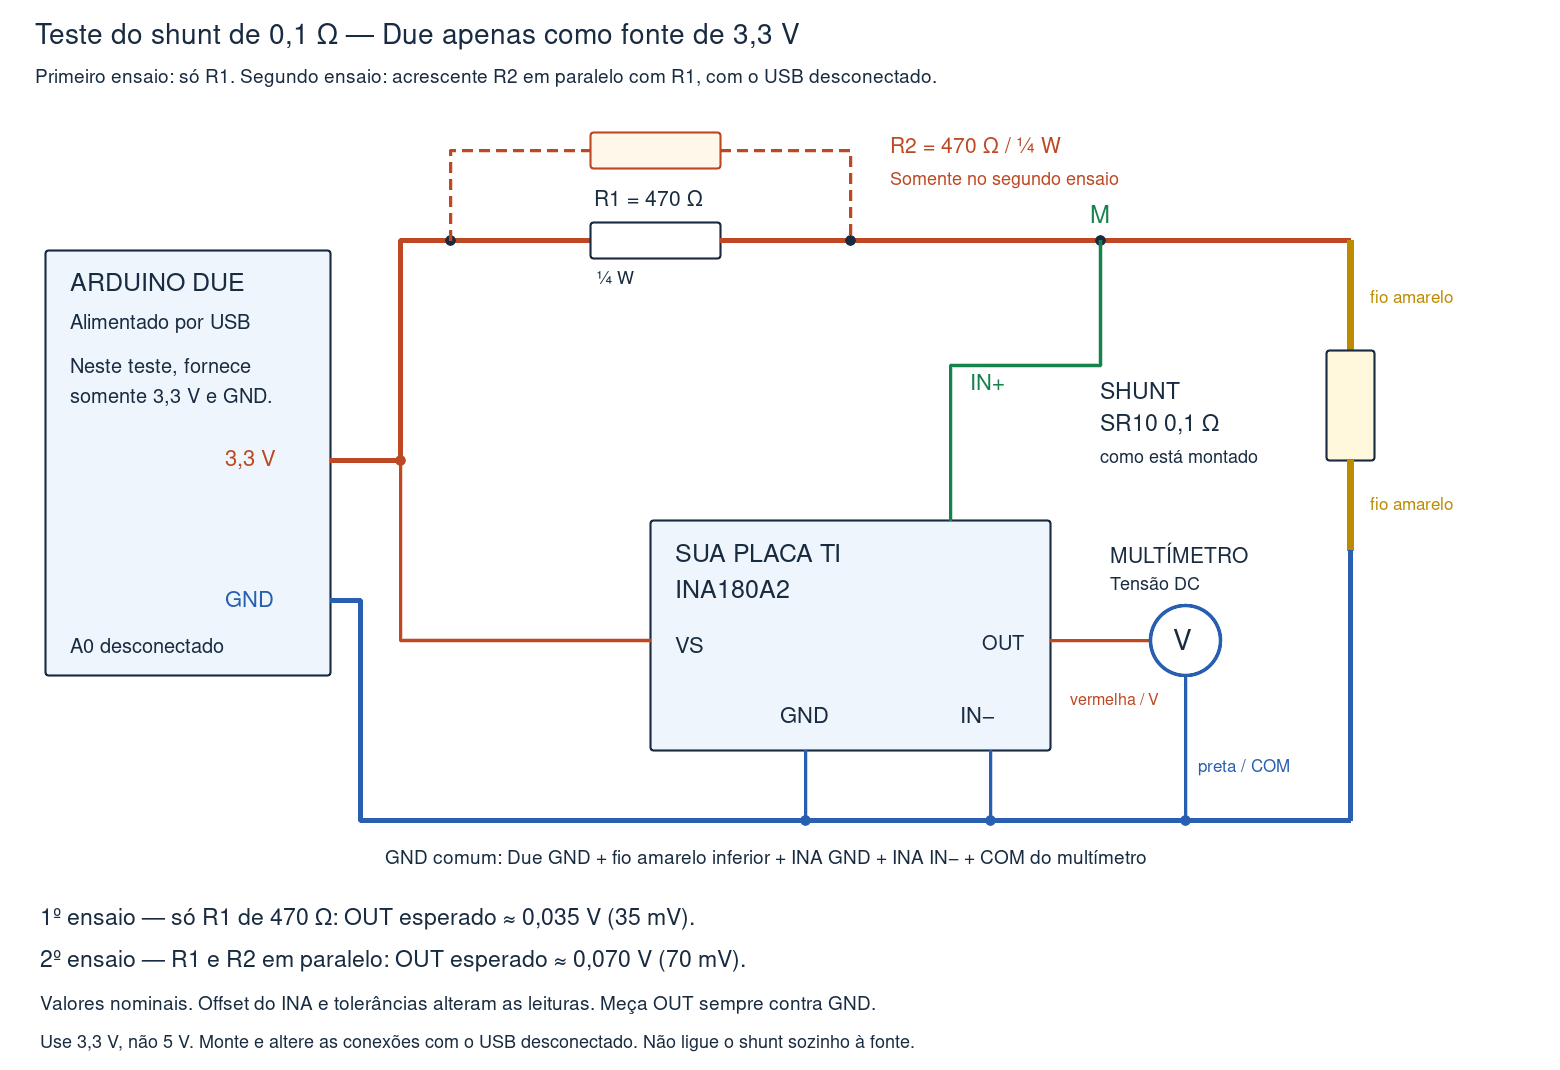 Teste do shunt de 0,1 Ω — Due apenas como fonte de 3,3 V
Primeiro ensaio: só R1. Segundo ensaio: acrescente R2 em paralelo com R1, com o USB desconectado.
R2 = 470 Ω / ¼ W
Somente no segundo ensaio
R1 = 470 Ω
¼ W
M
ARDUINO DUE
Alimentado por USB
Neste teste, fornece
somente 3,3 V e GND.
3,3 V
GND
A0 desconectado
fio amarelo
IN+
SHUNT
SR10 0,1 Ω
como está montado
fio amarelo
SUA PLACA TI
INA180A2
VS
OUT
GND
IN–
MULTÍMETRO
Tensão DC
V
vermelha / V
preta / COM
GND comum: Due GND + fio amarelo inferior + INA GND + INA IN– + COM do multímetro
1º ensaio — só R1 de 470 Ω: OUT esperado ≈ 0,035 V (35 mV).
2º ensaio — R1 e R2 em paralelo: OUT esperado ≈ 0,070 V (70 mV).
Valores nominais. Offset do INA e tolerâncias alteram as leituras. Meça OUT sempre contra GND.
Use 3,3 V, não 5 V. Monte e altere as conexões com o USB desconectado. Não ligue o shunt sozinho à fonte.